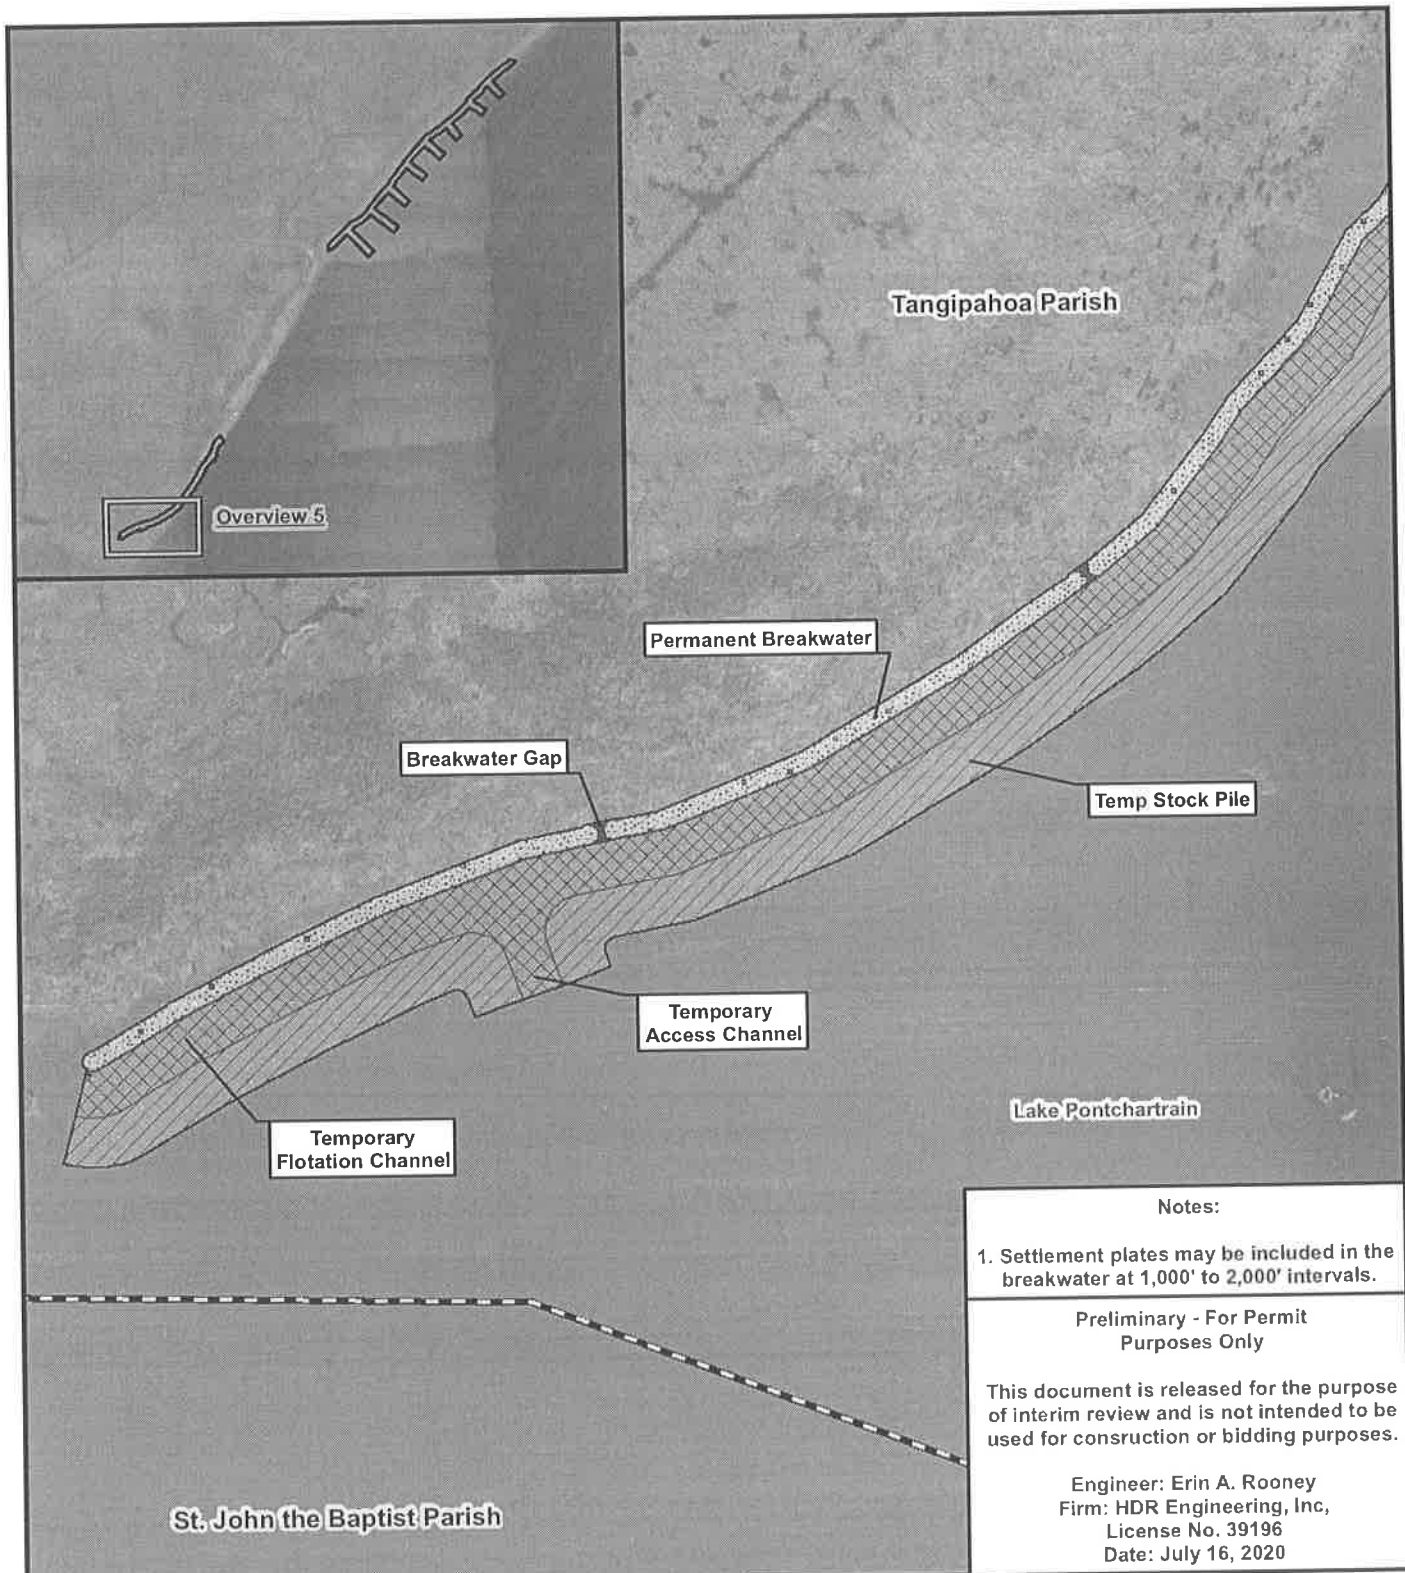 Tangipahoa Parish
Overview 5
Permanent Breakwater
Breakwater Gap
Temp Stock Pile
Temporary
Access Channel
Lake Pontchartrain
Temporary
Flotation Channel
Notes:
1. Settlement plates may be included in the
breakwater at 1,000' to 2,000' intervals.
Preliminary - For Permit
Purposes Only
This document is released for the purpose
of interim review and is not intended to be
used for consruction or bidding purposes.
Engineer: Erin A. Rooney
Firm: HDR Engineering, Inc,
License No. 39196
Date: July 16, 2020
St. John the Baptist Parish